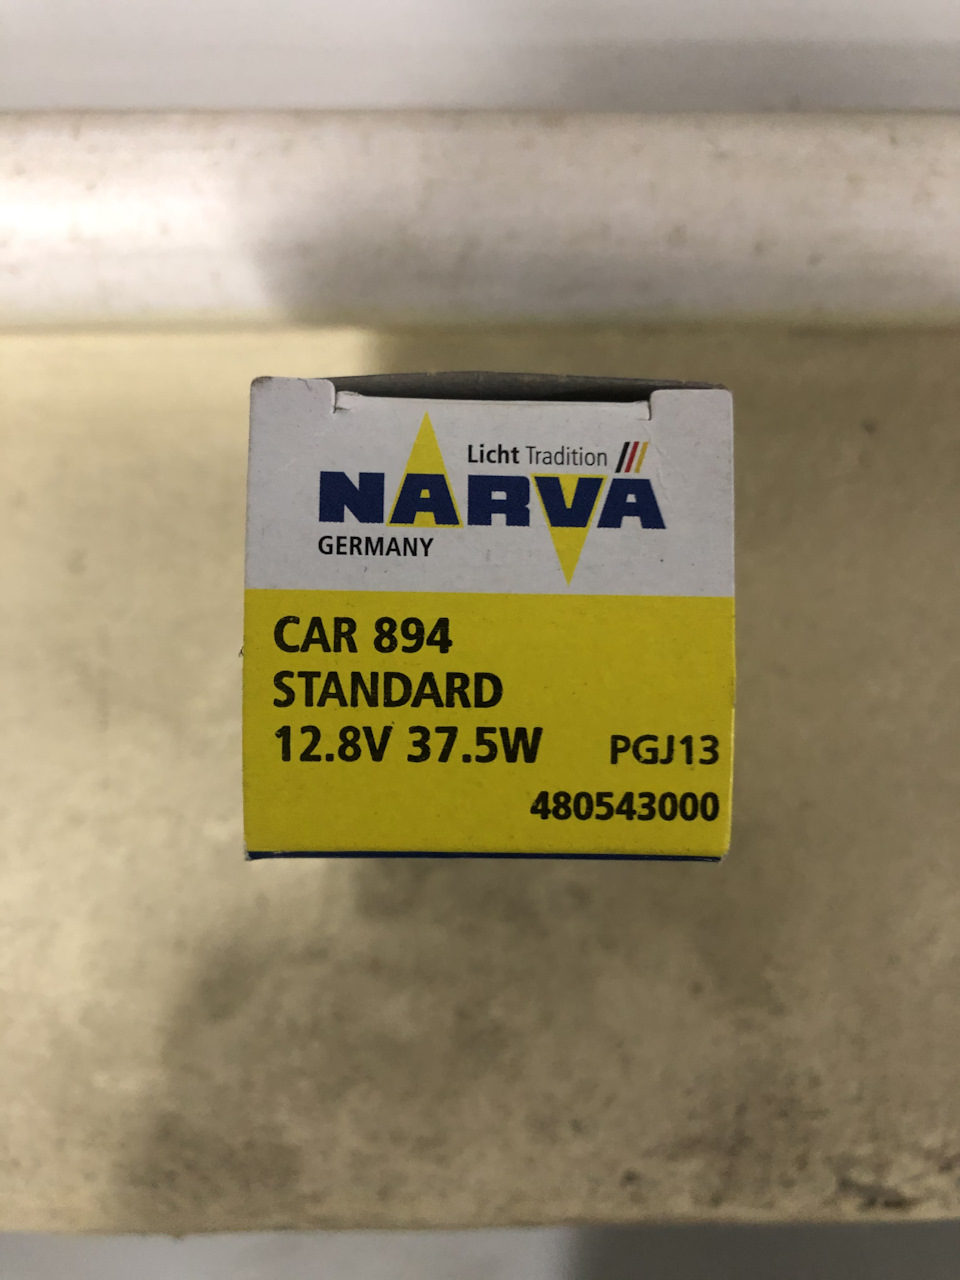 Licht Tradition
NARVA
GERMANY
CAR 894
STANDARD
12.8V 37.5W PGJ13
480543000